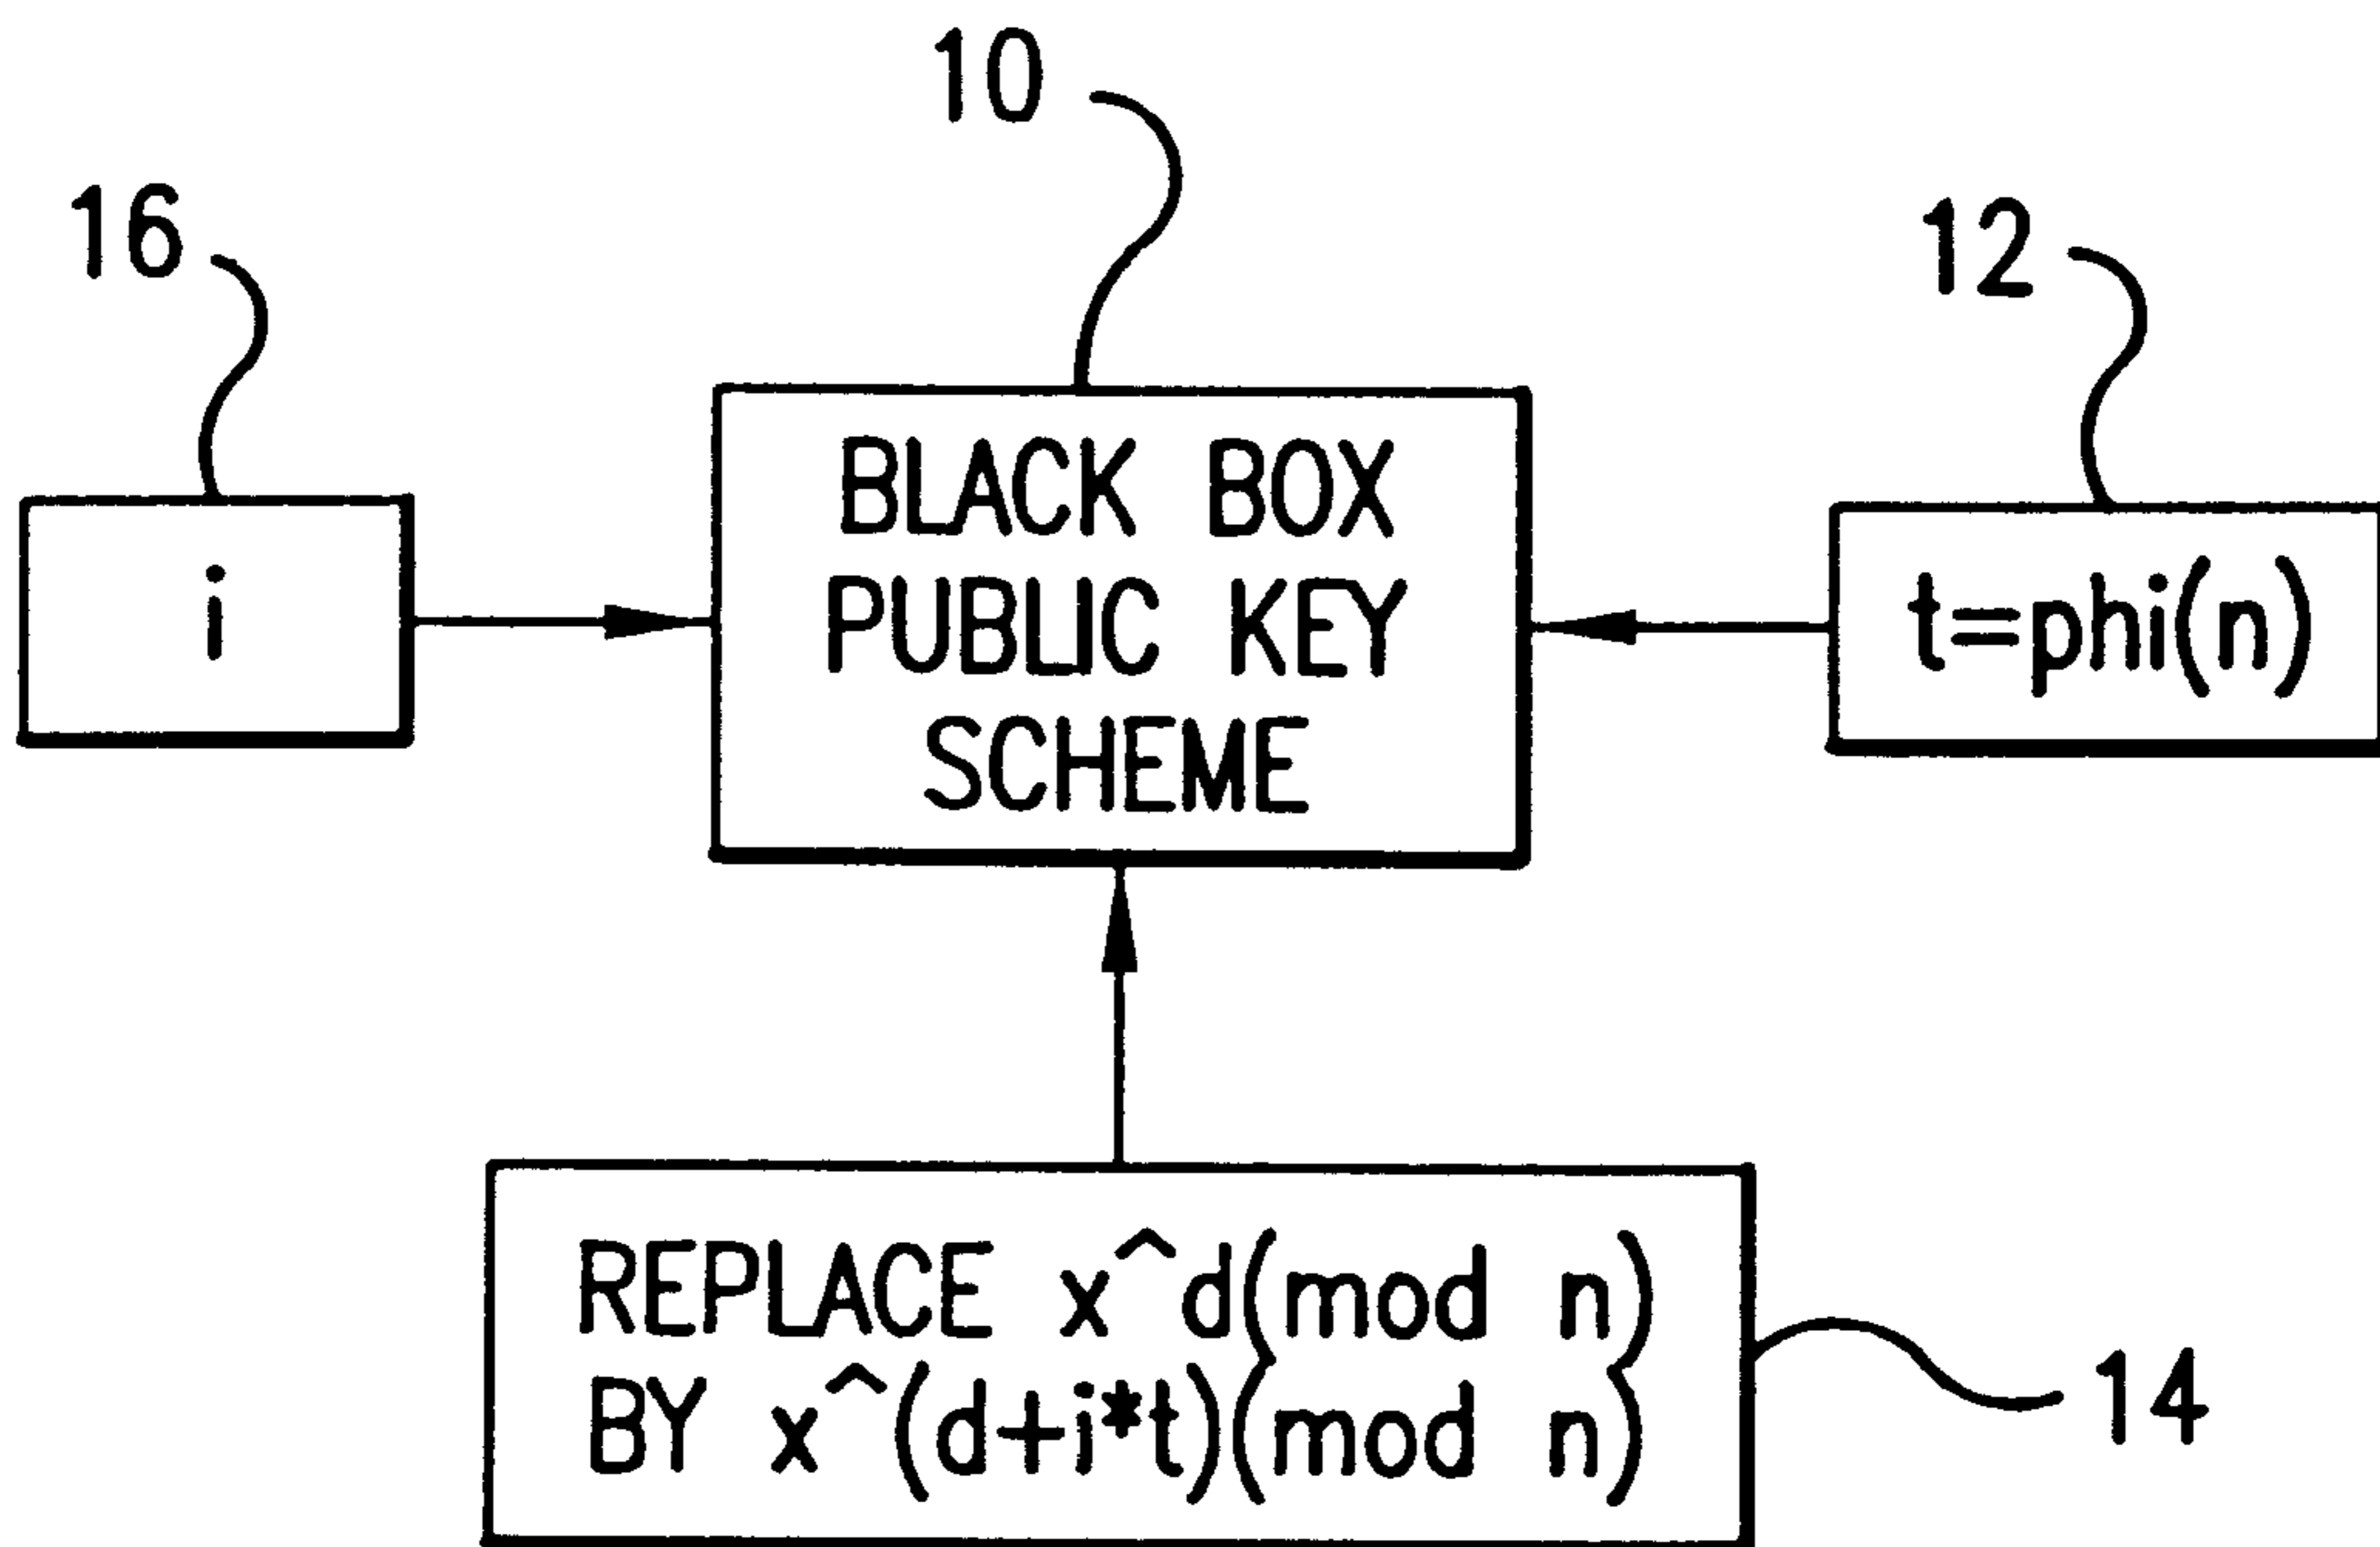 10
16
12
BLACK BOX
PUBLIC KEY
SCHEME
i
t=phi(n)
REPLACE x^d(mod n)
BY x^(d+i*t)(mod n)
14